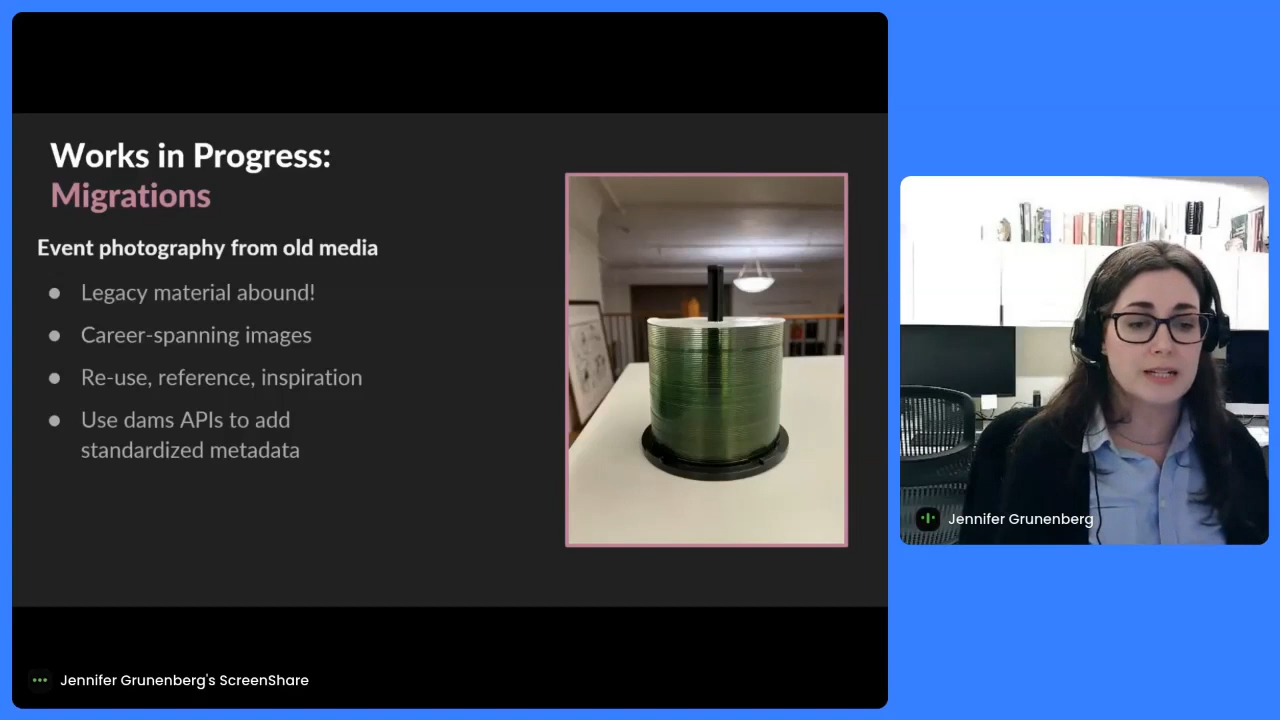 Works in Progress:
Migrations
Event photography from old media
Legacy material abound!
Career-spanning images
Re-use, reference, inspiration
Use dams APIs to add
standardized metadata
Jennifer Grunenberg
Jennifer Grunenberg's ScreenShare